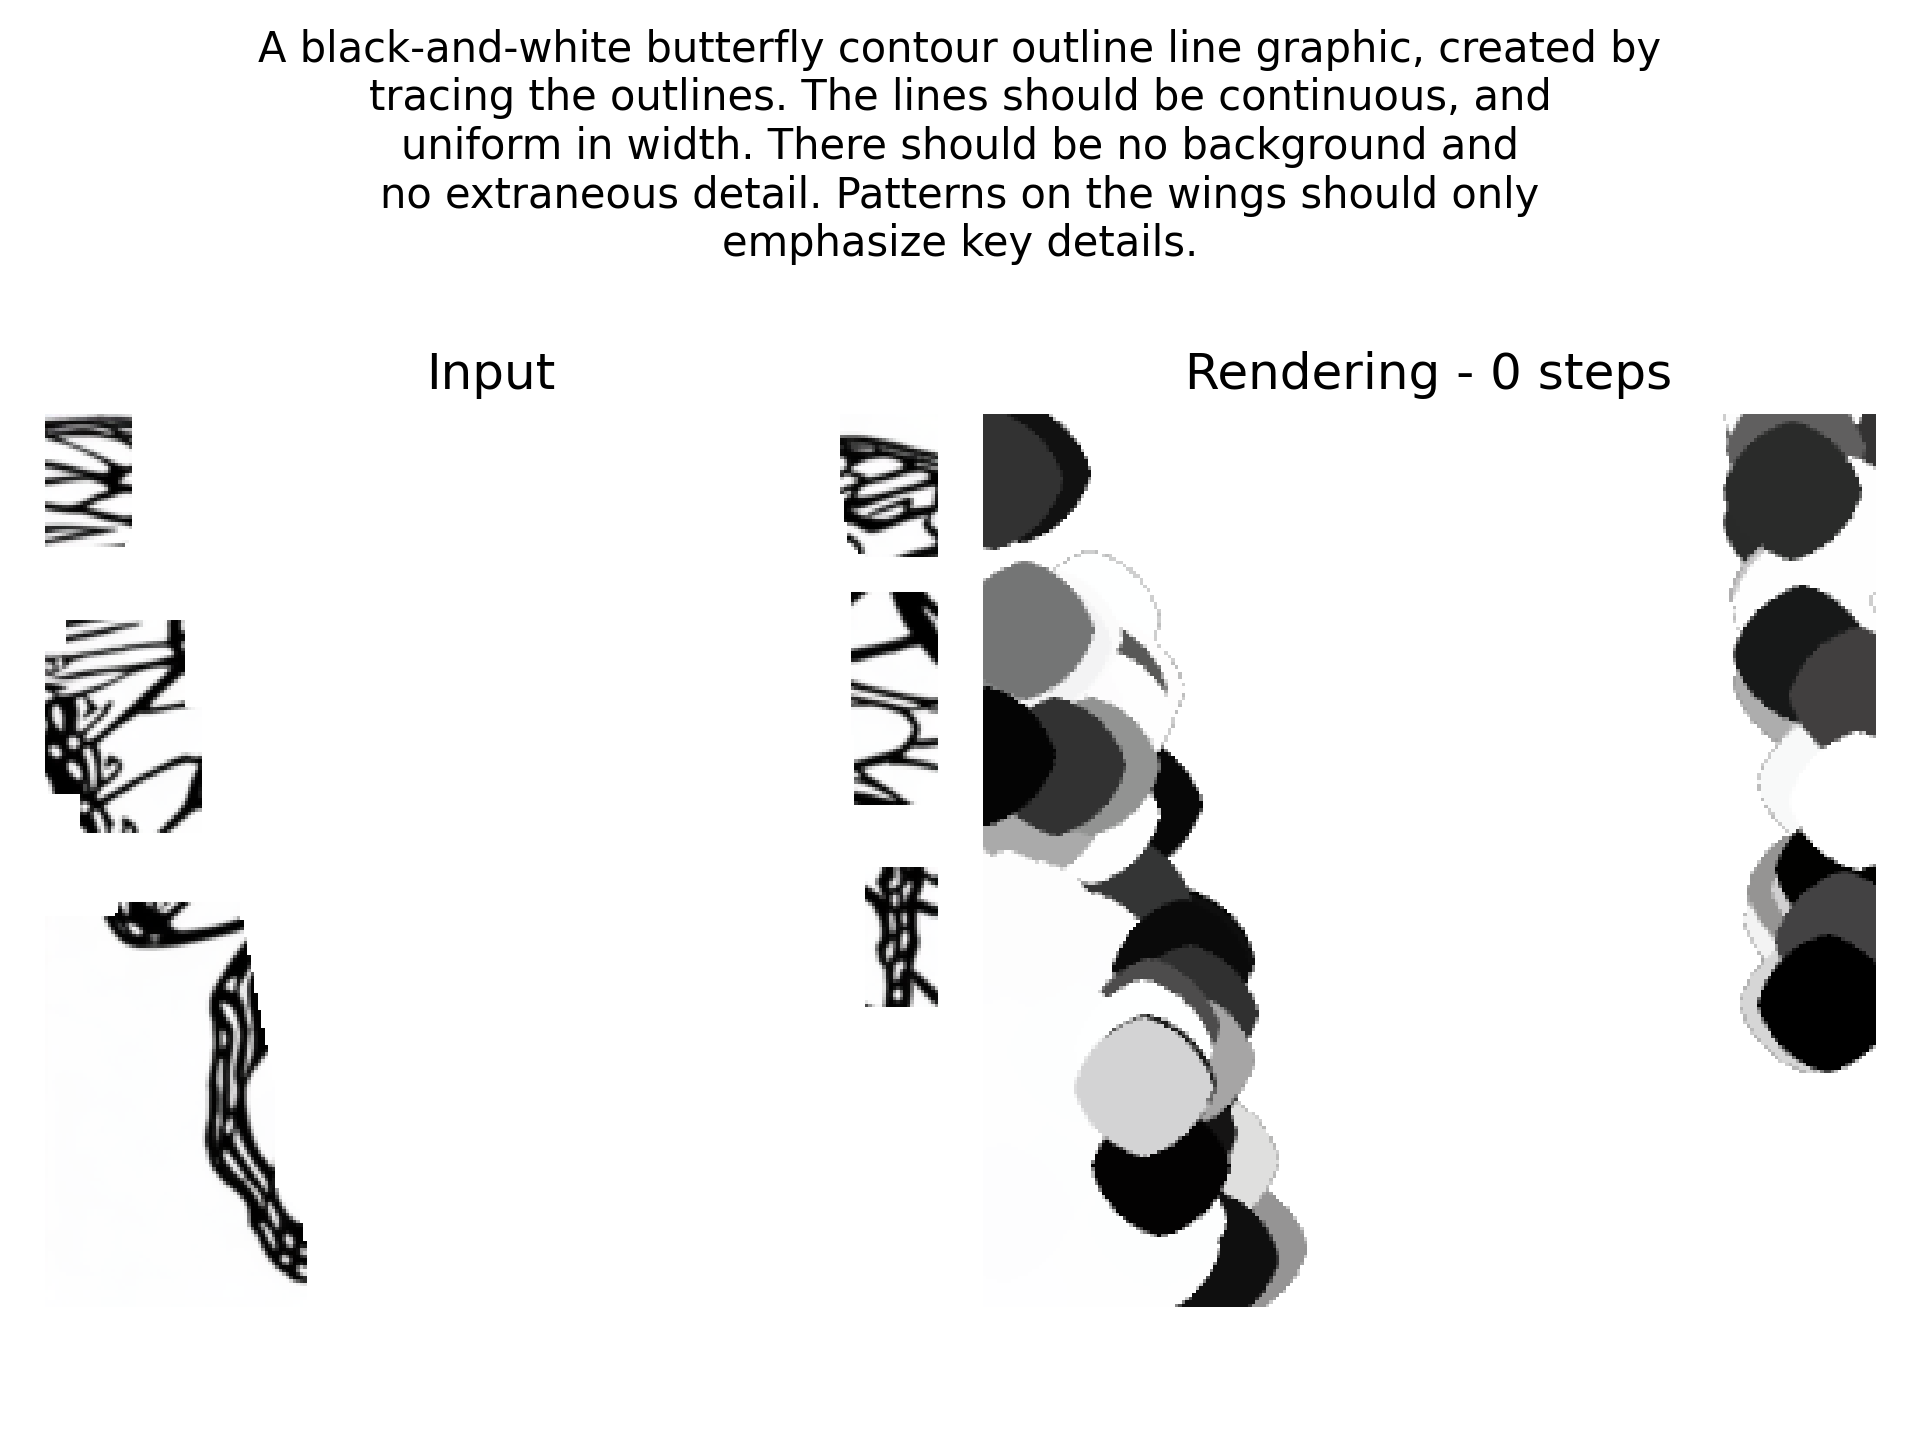 A black-and-white butterfly contour outline line graphic, created by
tracing the outlines. The lines should be continuous, and
uniform in width. There should be no background and
no extraneous detail. Patterns on the wings should only
emphasize key details.
Input
Rendering - 0 steps